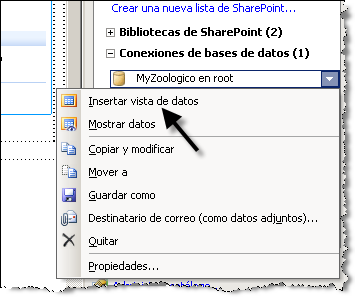 Crear una nueva lista de SharePoint...
Bibliotecas de SharePoint (2)
Conexiones de bases de datos (1)
MyZoologico en root
Insertar vista de datos
Mostrar datos
Copiar y modificar
Mover a
Guardar como
Destinatario de correo (como datos adjuntos)...
Quitar
Propiedades...